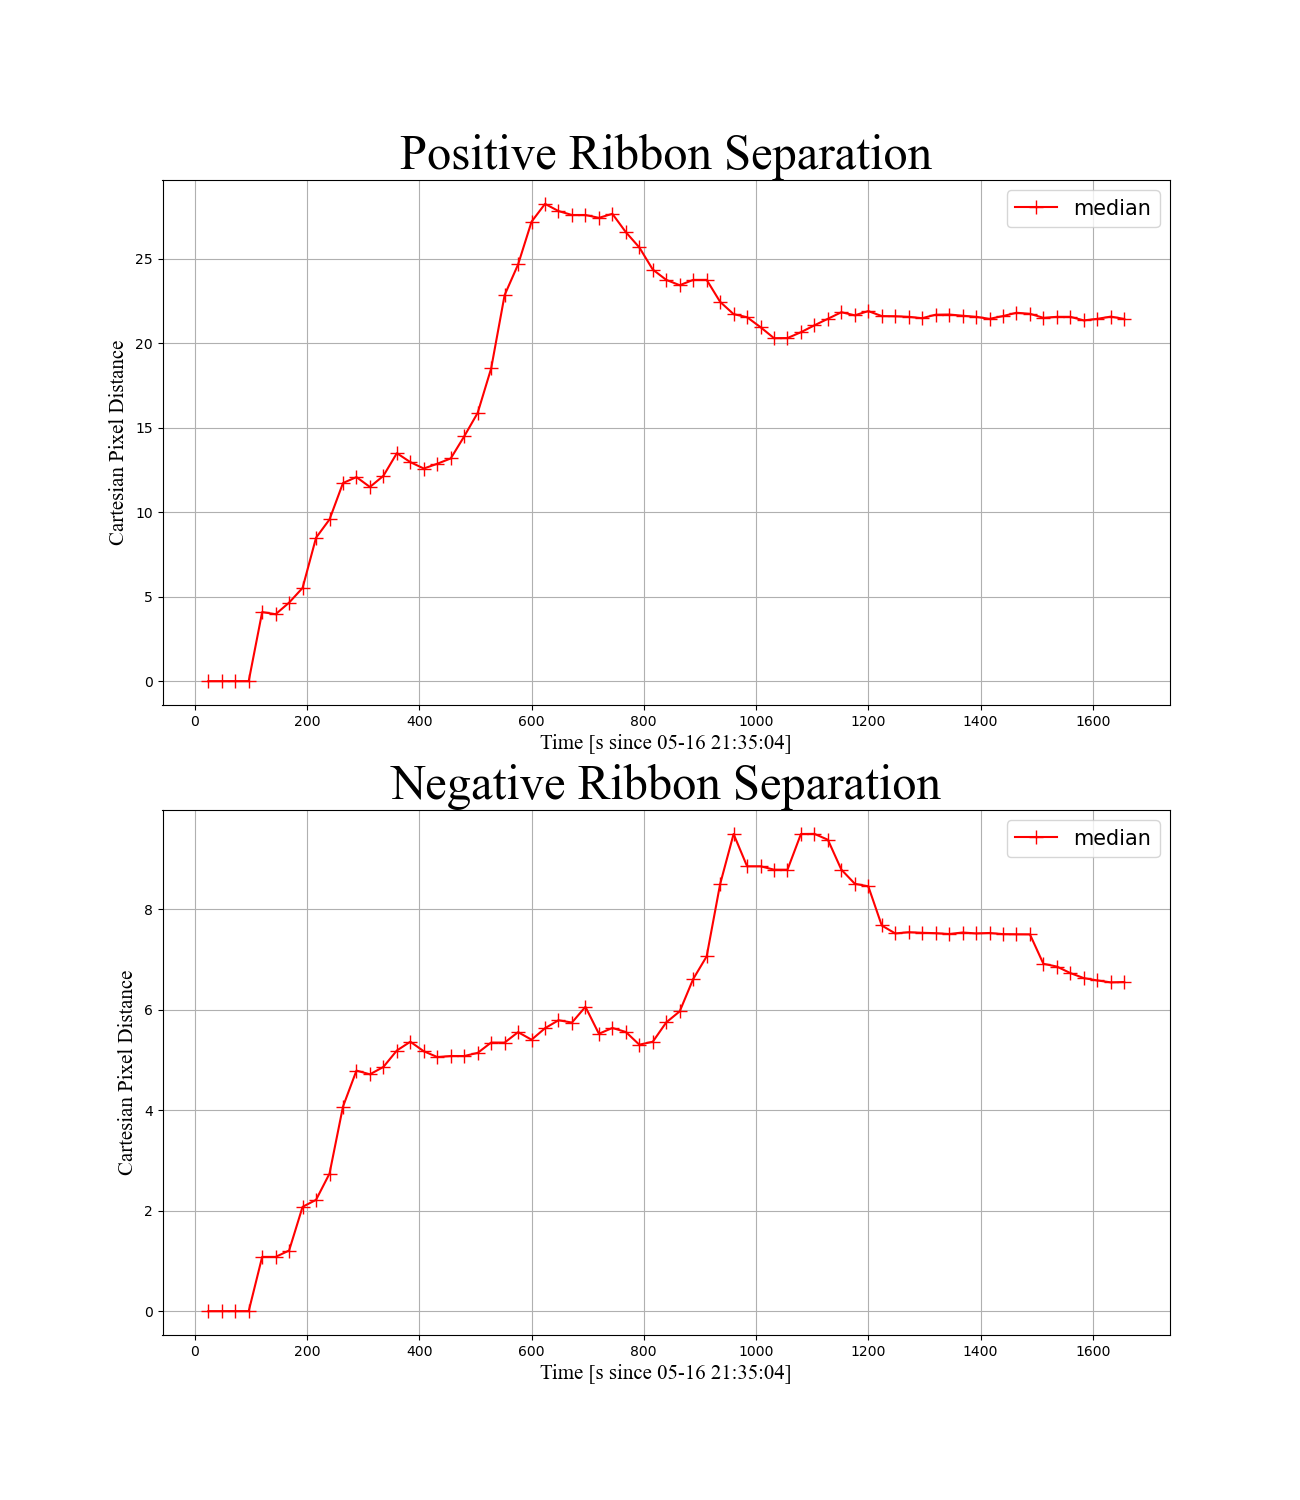 Positive Ribbon Separation
median
Cartesian Pixel Distance
25
20
15
10
5
0
0 200 400 600 800 1000 1200 1400 1600
Time [s since 05-16 21:35:04]
Negative Ribbon Separation
median
Cartesian Pixel Distance
8
6
4
2
0
0 200 400 600 800 1000 1200 1400 1600
Time [s since 05-16 21:35:04]